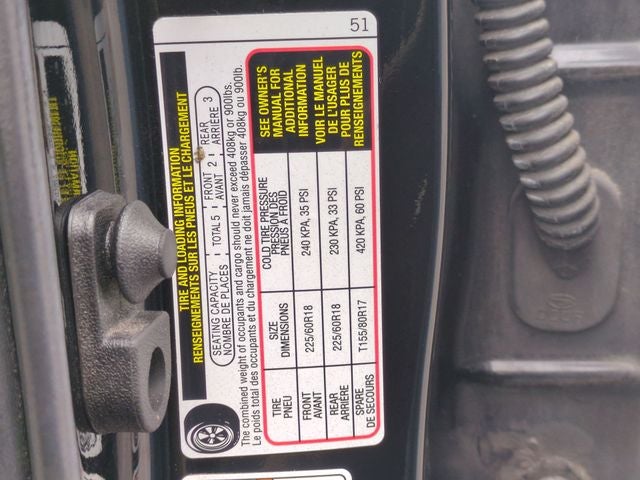 TIRE AND LOADING INFORMATION
RENSEIGNEMENTS SUR LES PNEUS ET LE CHARGEMENT
SEATING CAPACITY TOTAL 5 FRONT 2 REAR 3
NOMBRE DE PLACES AVANT ARRIÈRE
The combined weight of occupants and cargo should never exceed 408kg or 900lbs.
Le poids total des occupants et du chargement ne doit jamais dépasser 408kg ou 900lb.
TIRE
PNEU
SIZE
DIMENSIONS
COLD TIRE PRESSURE
PRESSION DES
PNEUS À FROID
SEE OWNER'S
MANUAL FOR
ADDITIONAL
INFORMATION
VOIR LE MANUEL
DE L'USAGER
POUR PLUS DE
RENSEIGNEMENTS
FRONT
AVANT
225/60R18
240 KPA, 35 PSI
REAR
ARRIÈRE
225/60R18
230 KPA, 33 PSI
SPARE
DE SECOURS
T155/80R17
420 KPA, 60 PSI
51